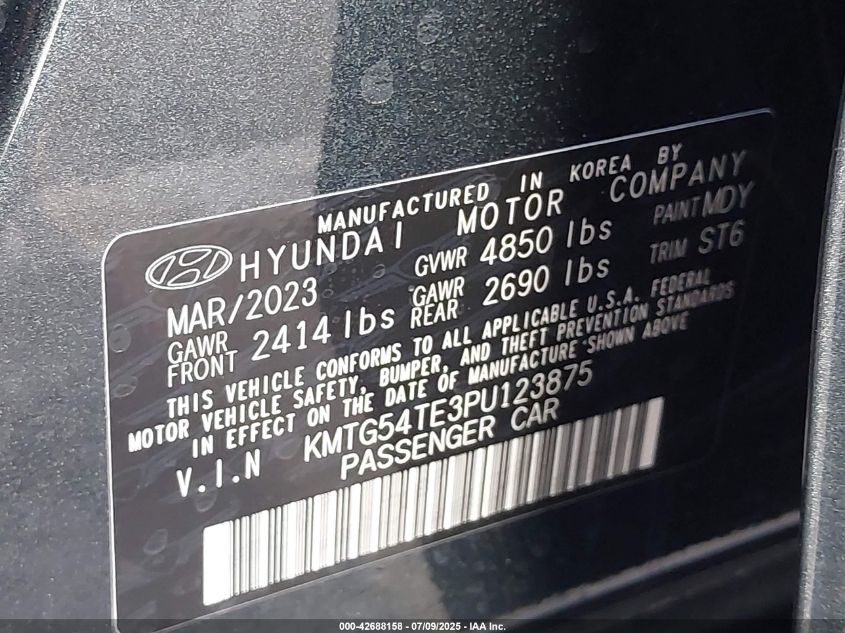 MANUFACTURED IN KOREA BY
HYUNDAI MOTOR COMPANY
MAR/2023 GVWR 4850 lbs PAINT MDY
GAWR FRONT 2414 lbs GAWR REAR 2690 lbs TRIM ST6
THIS VEHICLE CONFORMS TO ALL APPLICABLE U.S.A. FEDERAL
MOTOR VEHICLE SAFETY, BUMPER, AND THEFT PREVENTION STANDARDS
IN EFFECT ON THE DATE OF MANUFACTURE SHOWN ABOVE
V.I.N KMTG54TE3PU123875
PASSENGER CAR
000-42688158 - 07/09/2025 - IAA Inc.